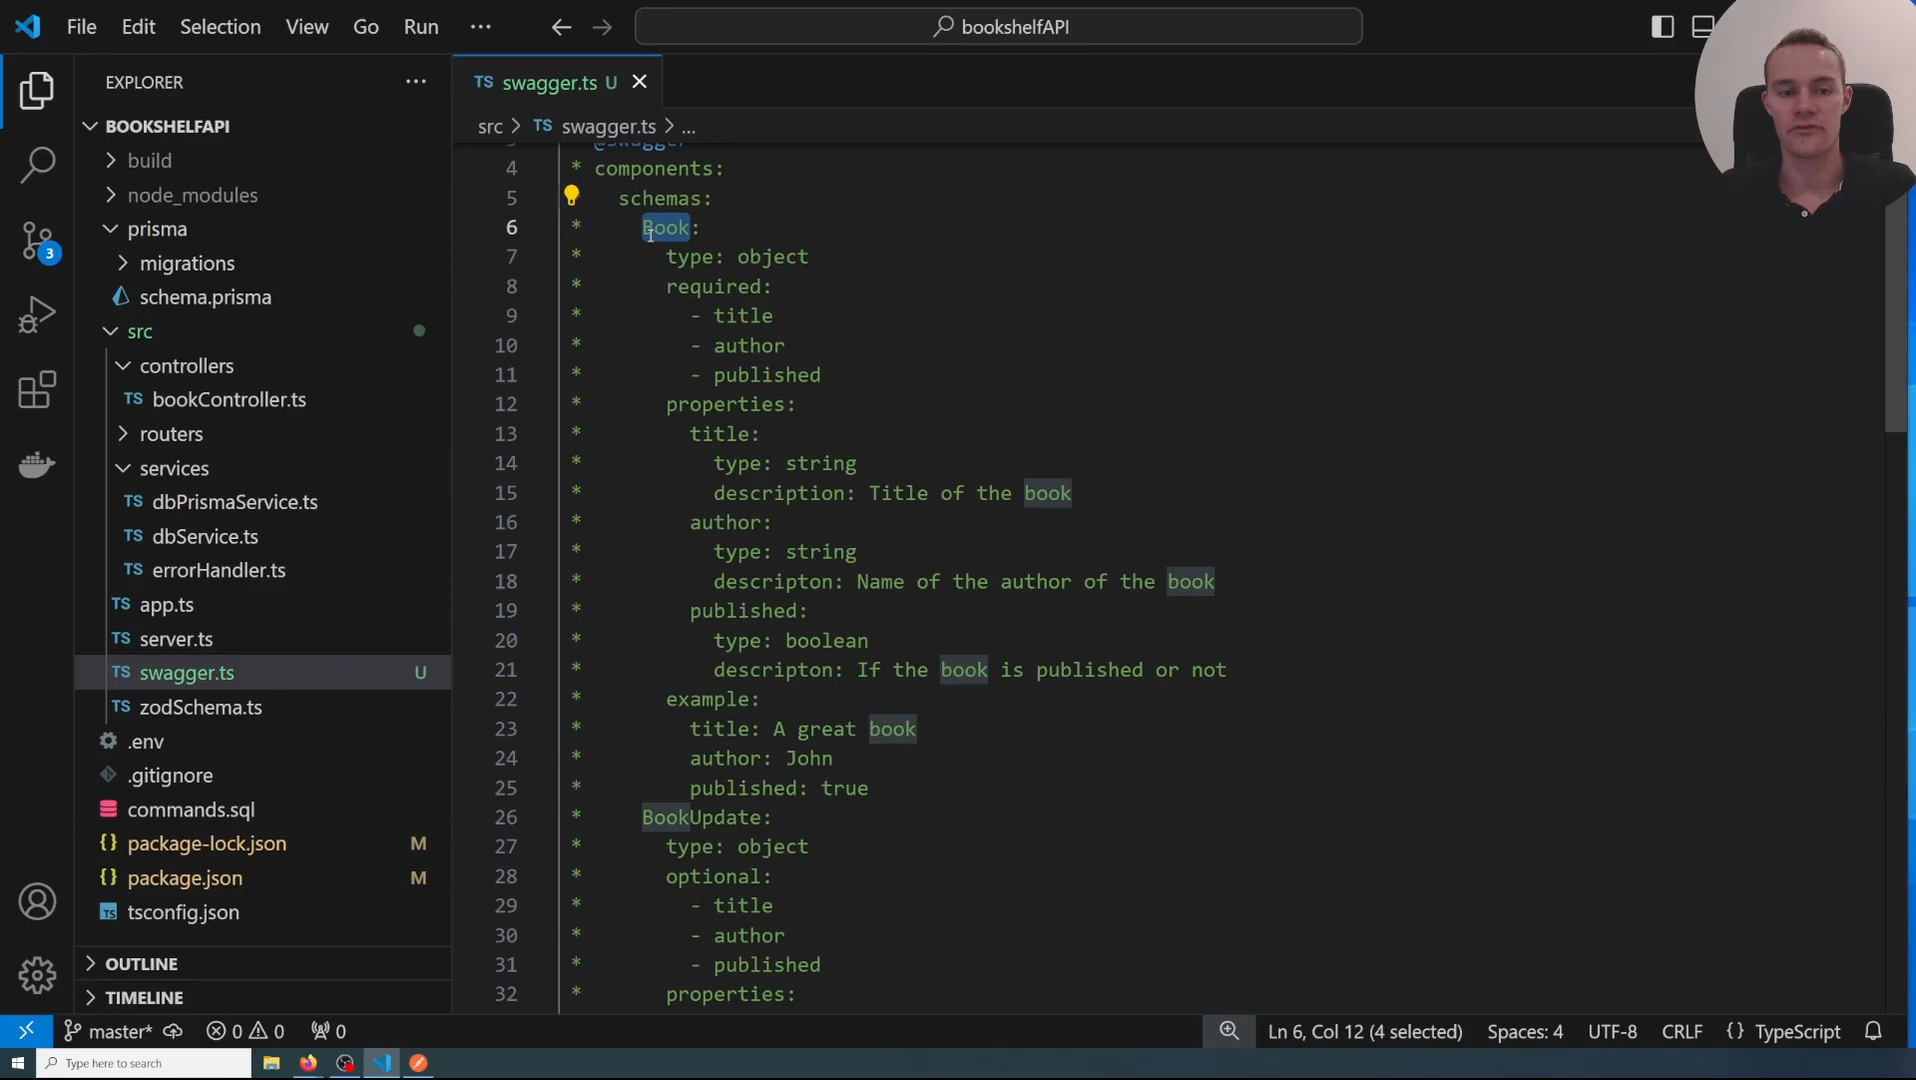 File Edit Selection View Go Run ...
bookshelfAPI
EXPLORER ...
BOOKSHELFAPI
build
node_modules
prisma
migrations
schema.prisma
src
controllers
TS bookController.ts
routers
services
TS dbPrismaService.ts
TS dbService.ts
TS errorHandler.ts
TS app.ts
TS server.ts
TS swagger.ts U
TS zodSchema.ts
.env
.gitignore
commands.sql
{} package-lock.json M
{} package.json M
TS tsconfig.json
OUTLINE
TIMELINE
TS swagger.ts U
src > TS swagger.ts > ...
@swagger
4 * components:
5 schemas:
6 * Book:
7 * type: object
8 * required:
9 * - title
10 * - author
11 * - published
12 * properties:
13 * title:
14 * type: string
15 * description: Title of the book
16 * author:
17 * type: string
18 * descripton: Name of the author of the book
19 * published:
20 * type: boolean
21 * descripton: If the book is published or not
22 * example:
23 * title: A great book
24 * author: John
25 * published: true
26 * BookUpdate:
27 * type: object
28 * optional:
29 * - title
30 * - author
31 * - published
32 * properties:
3
master* 0 0 0
Ln 6, Col 12 (4 selected) Spaces: 4 UTF-8 CRLF {} TypeScript
Type here to search